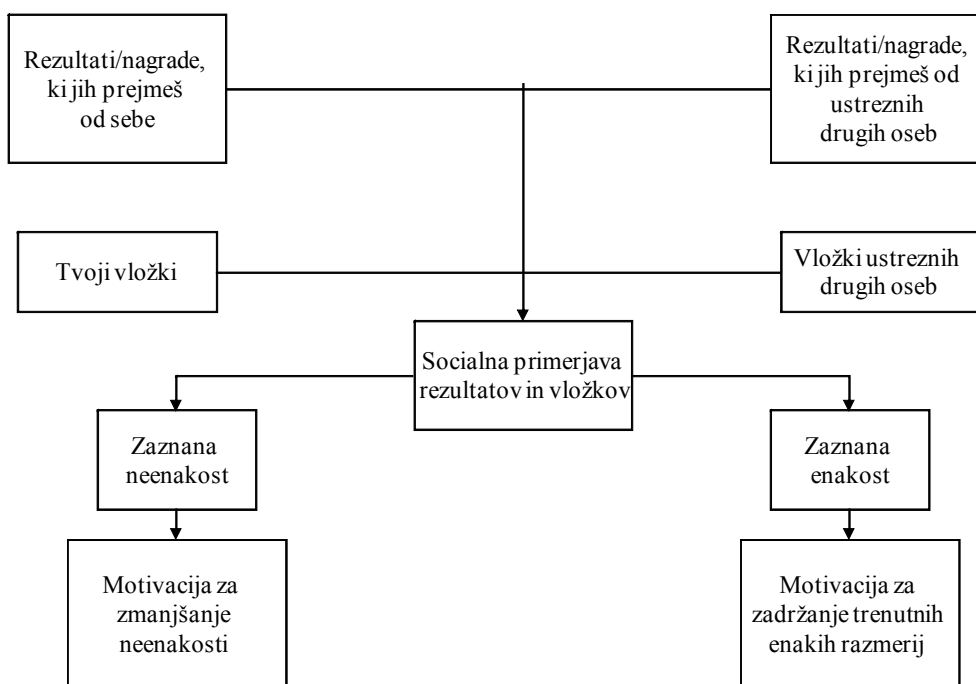 Rezultati/nagrade,
ki jih prejmeš
od sebe
Rezultati/nagrade,
ki jih prejmeš od
ustreznih
drugih oseb
Tvoji vložki
Vložki ustreznih
drugih oseb
Socialna primerjava
rezultatov in vložkov
Zaznana
neenakost
Zaznana
enakost
Motivacija za
zmanjšanje
neenakosti
Motivacija za
zadržanje trenutnih
enakih razmerij